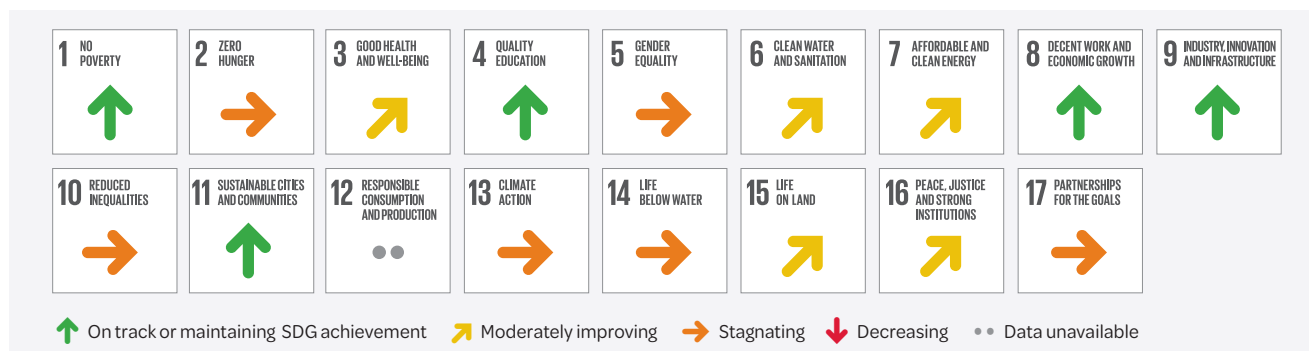 1 NO
POVERTY
2 ZERO
HUNGER
3 GOOD HEALTH
AND WELL-BEING
4 QUALITY
EDUCATION
5 GENDER
EQUALITY
6 CLEAN WATER
AND SANITATION
7 AFFORDABLE AND
CLEAN ENERGY
8 DECENT WORK AND
ECONOMIC GROWTH
9 INDUSTRY, INNOVATION
AND INFRASTRUCTURE
10 REDUCED
INEQUALITIES
11 SUSTAINABLE CITIES
AND COMMUNITIES
12 RESPONSIBLE
CONSUMPTION
AND PRODUCTION
13 CLIMATE
ACTION
14 LIFE
BELOW WATER
15 LIFE
ON LAND
16 PEACE, JUSTICE
AND STRONG
INSTITUTIONS
17 PARTNERSHIPS
FOR THE GOALS
On track or maintaining SDG achievement Moderately improving Stagnating Decreasing Data unavailable